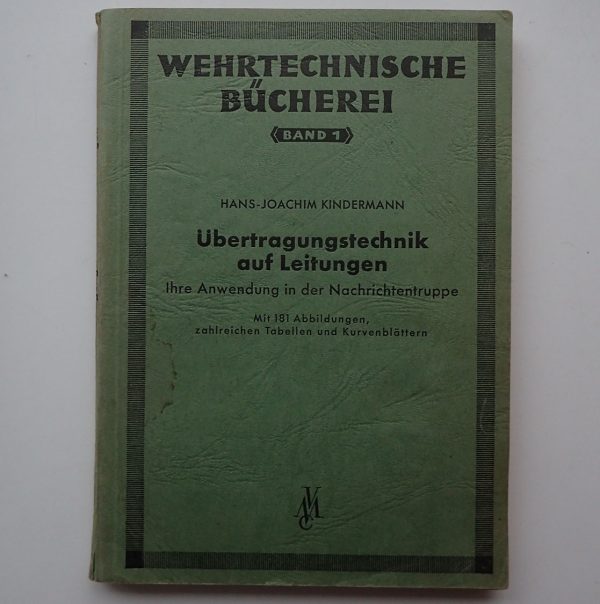 WEHRTECHNISCHE
BÜCHEREI
BAND 1
HANS-JOACHIM KINDERMANN
Übertragungstechnik
auf Leitungen
Ihre Anwendung in der Nachrichtentruppe
Mit 181 Abbildungen,
zahlreichen Tabellen und Kurvenblättern